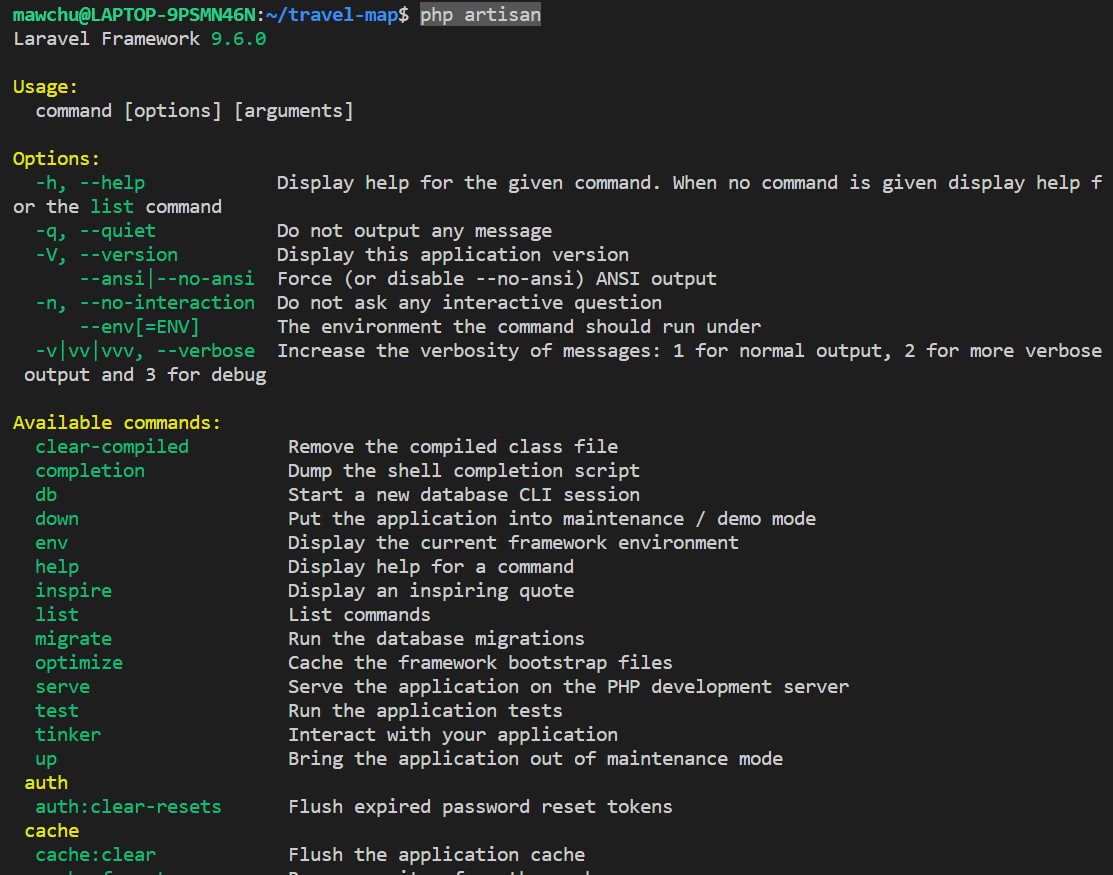 mawchu@LAPTOP-9PSMN46N:~/travel-map$ php artisan
Laravel Framework 9.6.0
Usage:
command [options] [arguments]
Options:
-h, --help Display help for the given command. When no command is given display help f
or the list command
-q, --quiet Do not output any message
-V, --version Display this application version
--ansi|--no-ansi Force (or disable --no-ansi) ANSI output
-n, --no-interaction Do not ask any interactive question
--env[=ENV] The environment the command should run under
-v|vv|vvv, --verbose Increase the verbosity of messages: 1 for normal output, 2 for more verbose
output and 3 for debug
Available commands:
clear-compiled Remove the compiled class file
completion Dump the shell completion script
db Start a new database CLI session
down Put the application into maintenance / demo mode
env Display the current framework environment
help Display help for a command
inspire Display an inspiring quote
list List commands
migrate Run the database migrations
optimize Cache the framework bootstrap files
serve Serve the application on the PHP development server
test Run the application tests
tinker Interact with your application
up Bring the application out of maintenance mode
auth
auth:clear-resets Flush expired password reset tokens
cache
cache:clear Flush the application cache